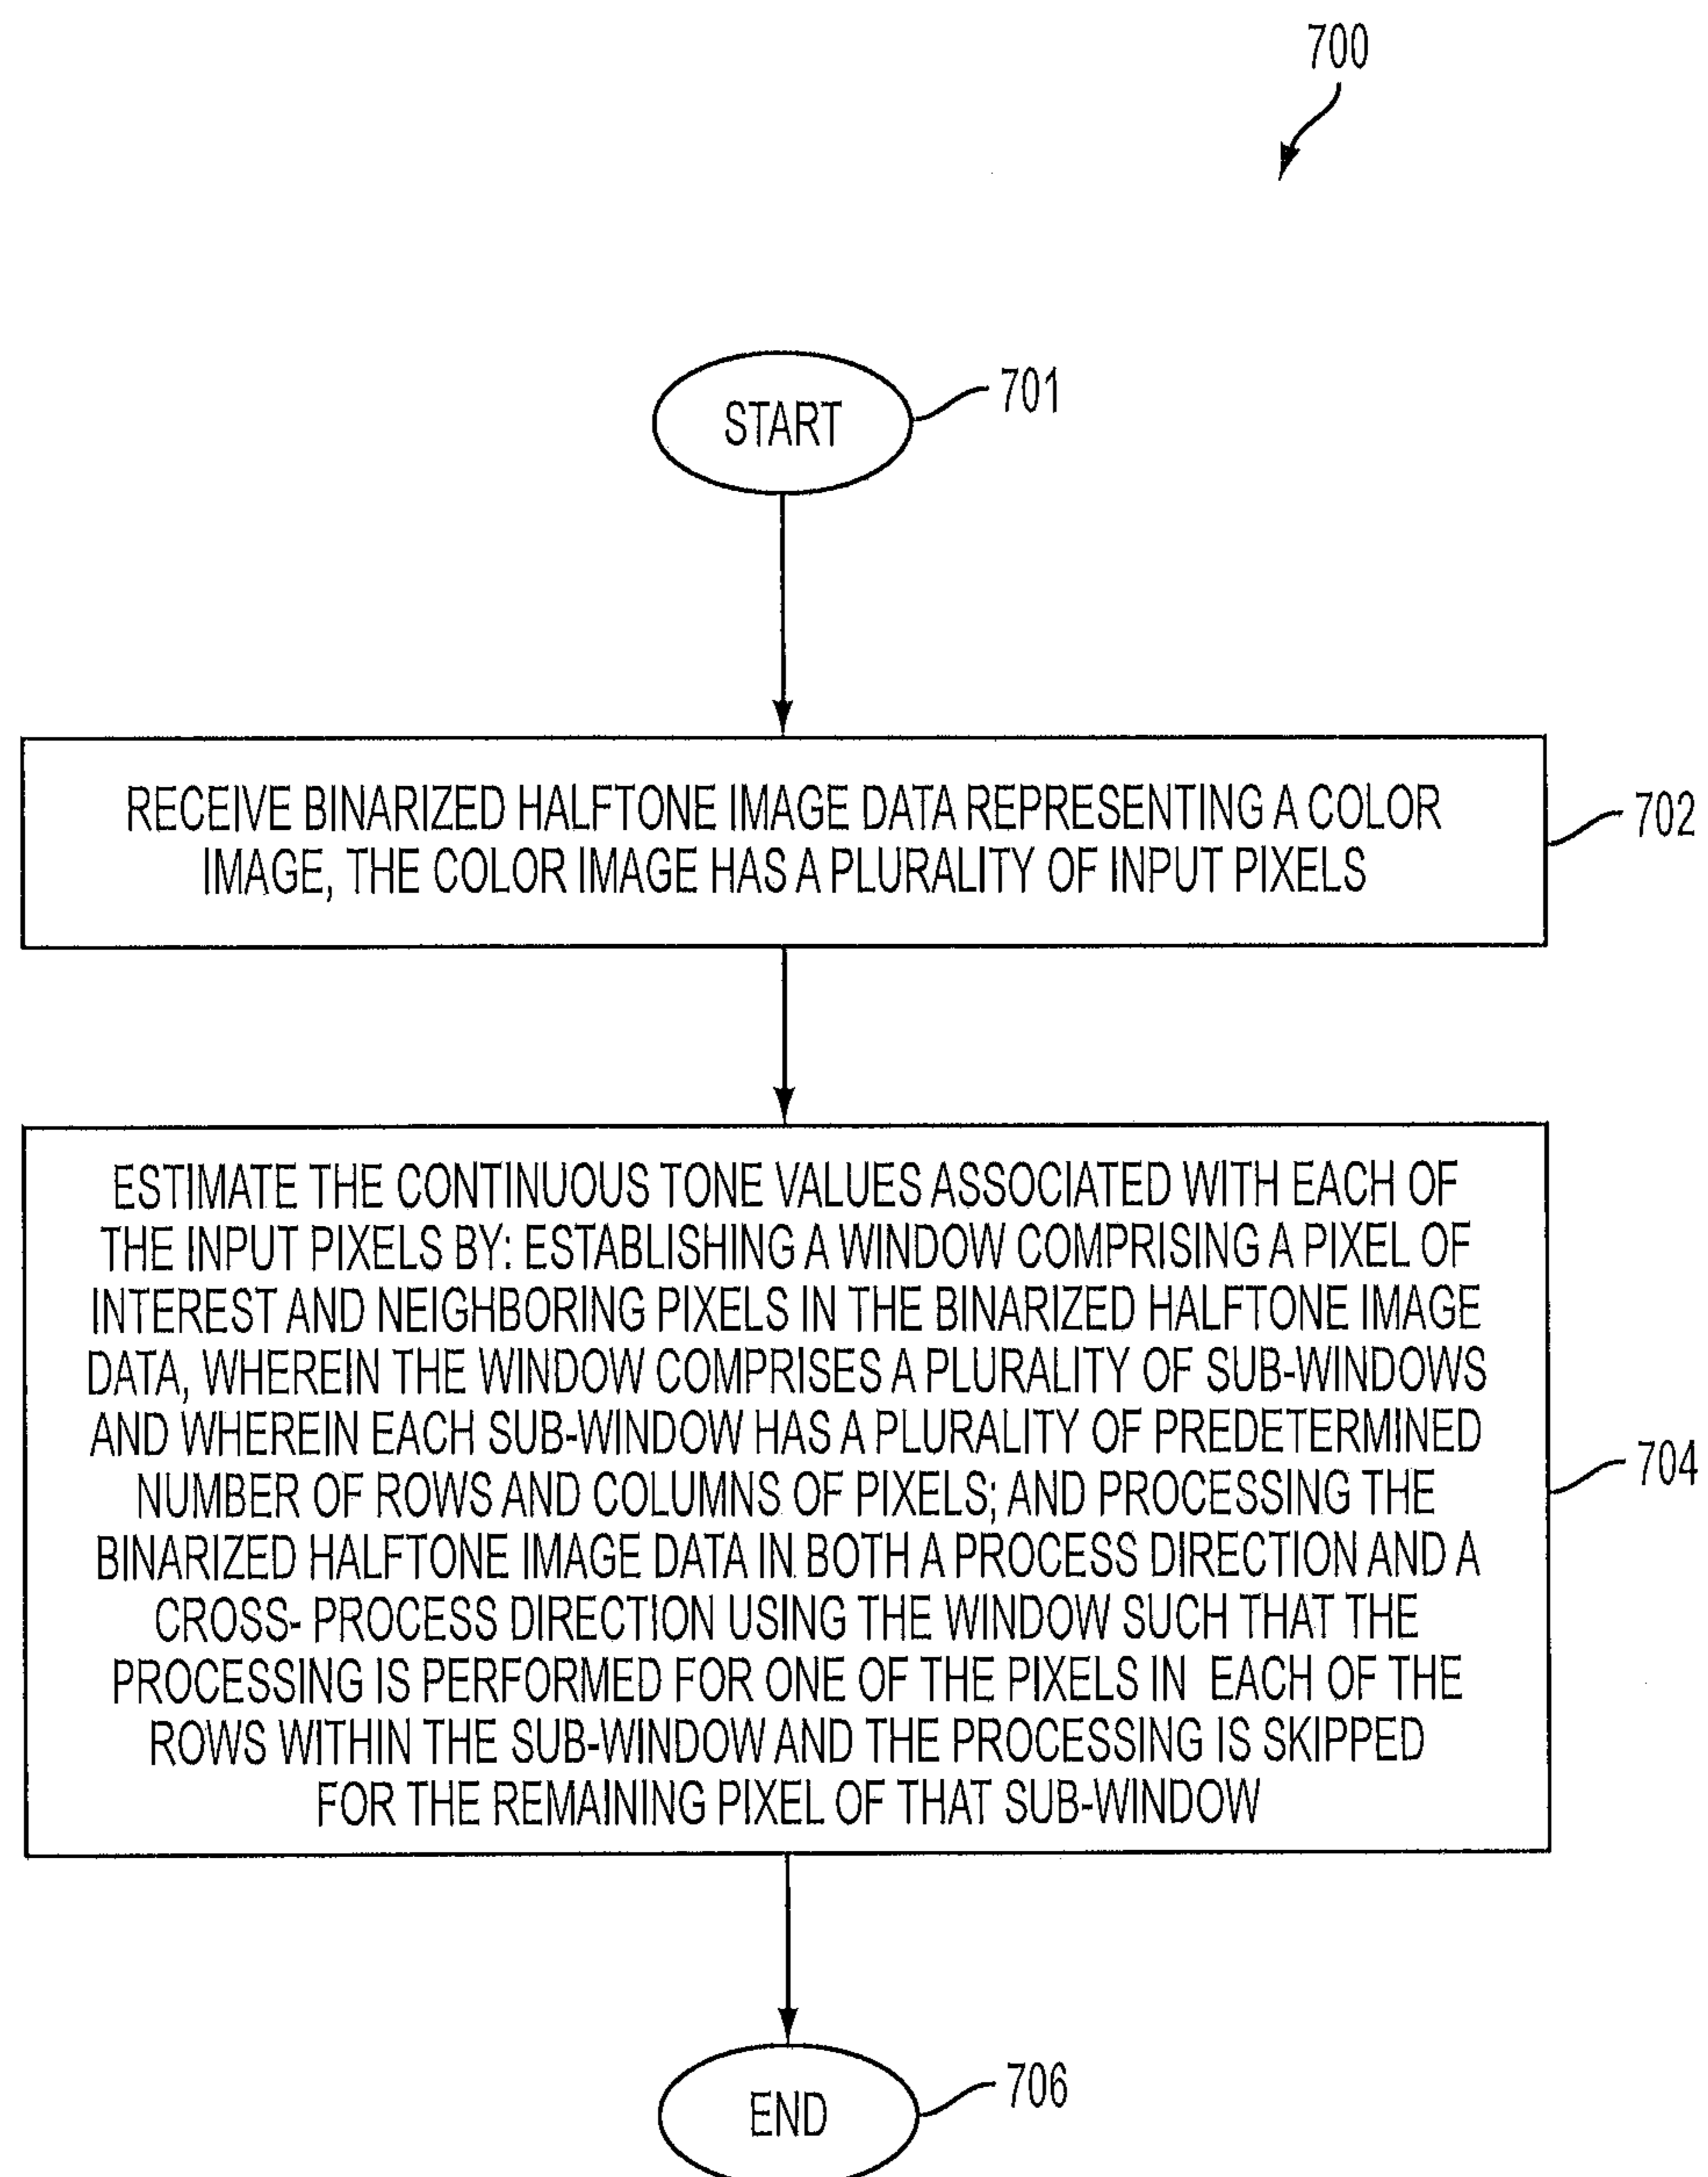 700
START
701
RECEIVE BINARIZED HALFTONE IMAGE DATA REPRESENTING A COLOR
IMAGE, THE COLOR IMAGE HAS A PLURALITY OF INPUT PIXELS
702
ESTIMATE THE CONTINUOUS TONE VALUES ASSOCIATED WITH EACH OF
THE INPUT PIXELS BY: ESTABLISHING A WINDOW COMPRISING A PIXEL OF
INTEREST AND NEIGHBORING PIXELS IN THE BINARIZED HALFTONE IMAGE
DATA, WHEREIN THE WINDOW COMPRISES A PLURALITY OF SUB-WINDOWS
AND WHEREIN EACH SUB-WINDOW HAS A PLURALITY OF PREDETERMINED
NUMBER OF ROWS AND COLUMNS OF PIXELS; AND PROCESSING THE
BINARIZED HALFTONE IMAGE DATA IN BOTH A PROCESS DIRECTION AND A
CROSS- PROCESS DIRECTION USING THE WINDOW SUCH THAT THE
PROCESSING IS PERFORMED FOR ONE OF THE PIXELS IN EACH OF THE
ROWS WITHIN THE SUB-WINDOW AND THE PROCESSING IS SKIPPED
FOR THE REMAINING PIXEL OF THAT SUB-WINDOW
704
END
706